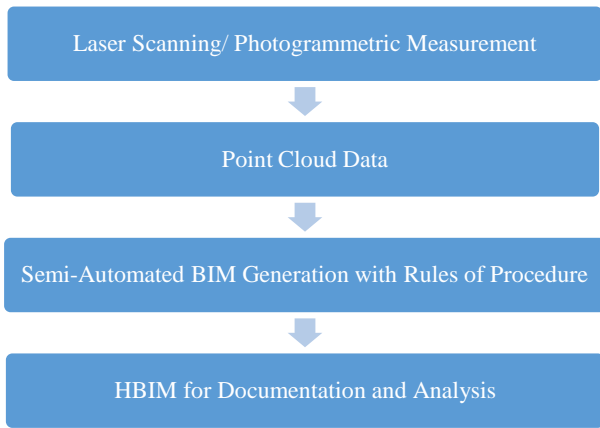 Laser Scanning/ Photogrammetric Measurement
Point Cloud Data
Semi-Automated BIM Generation with Rules of Procedure
HBIM for Documentation and Analysis